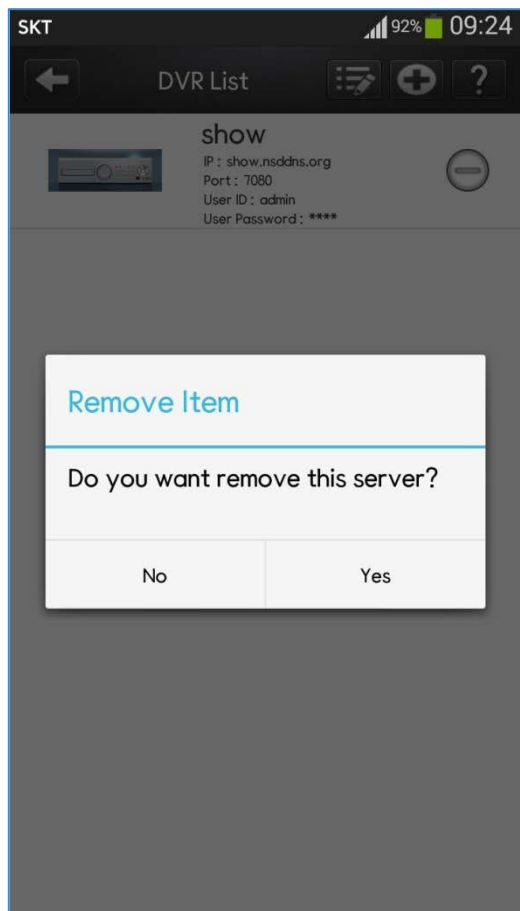 SKT 92% 09:24
DVR List ?
show
IP : show.nsddns.org
Port : 7080
User ID : admin
User Password : ****
Remove Item
Do you want remove this server?
No Yes